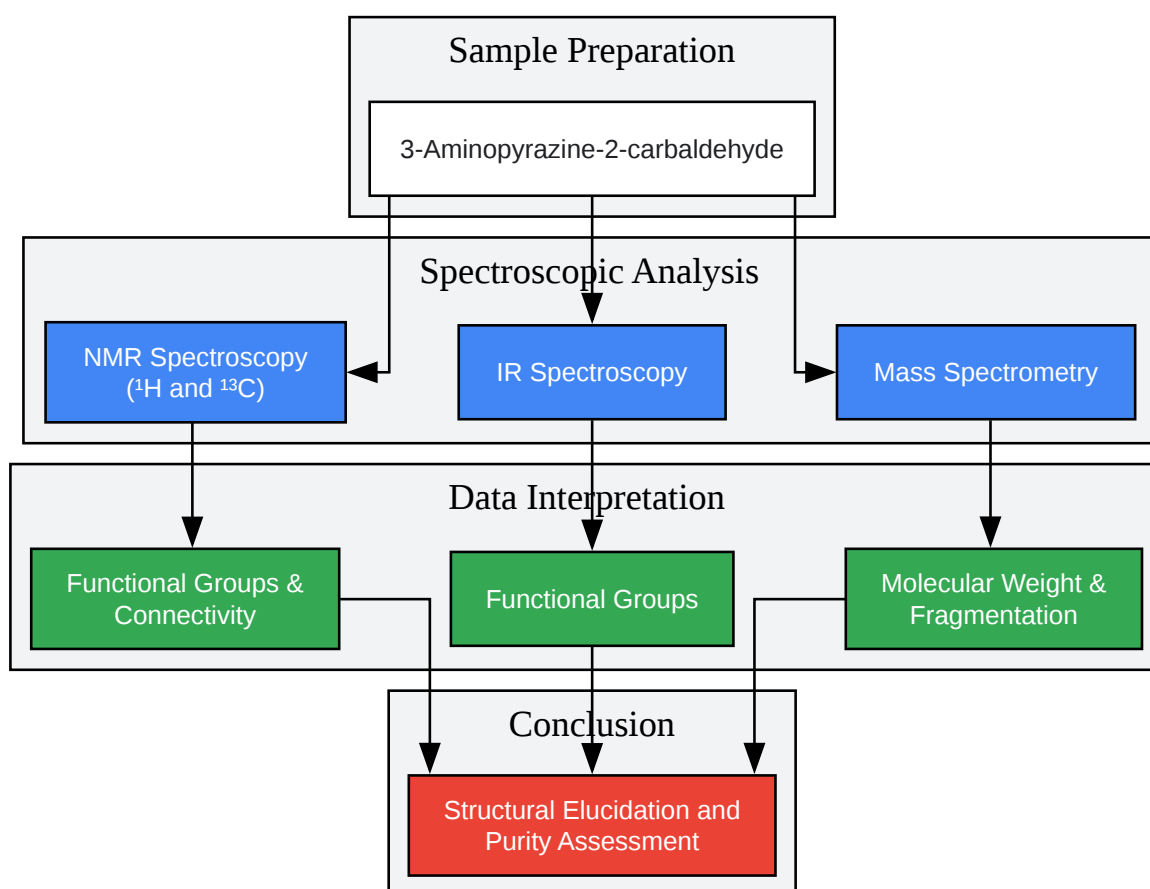 Sample Preparation
3-Aminopyrazine-2-carbaldehyde
Spectroscopic Analysis
NMR Spectroscopy
(¹H and ¹³C)
IR Spectroscopy
Mass Spectrometry
Data Interpretation
Functional Groups &
Connectivity
Functional Groups
Molecular Weight &
Fragmentation
Conclusion
Structural Elucidation and
Purity Assessment